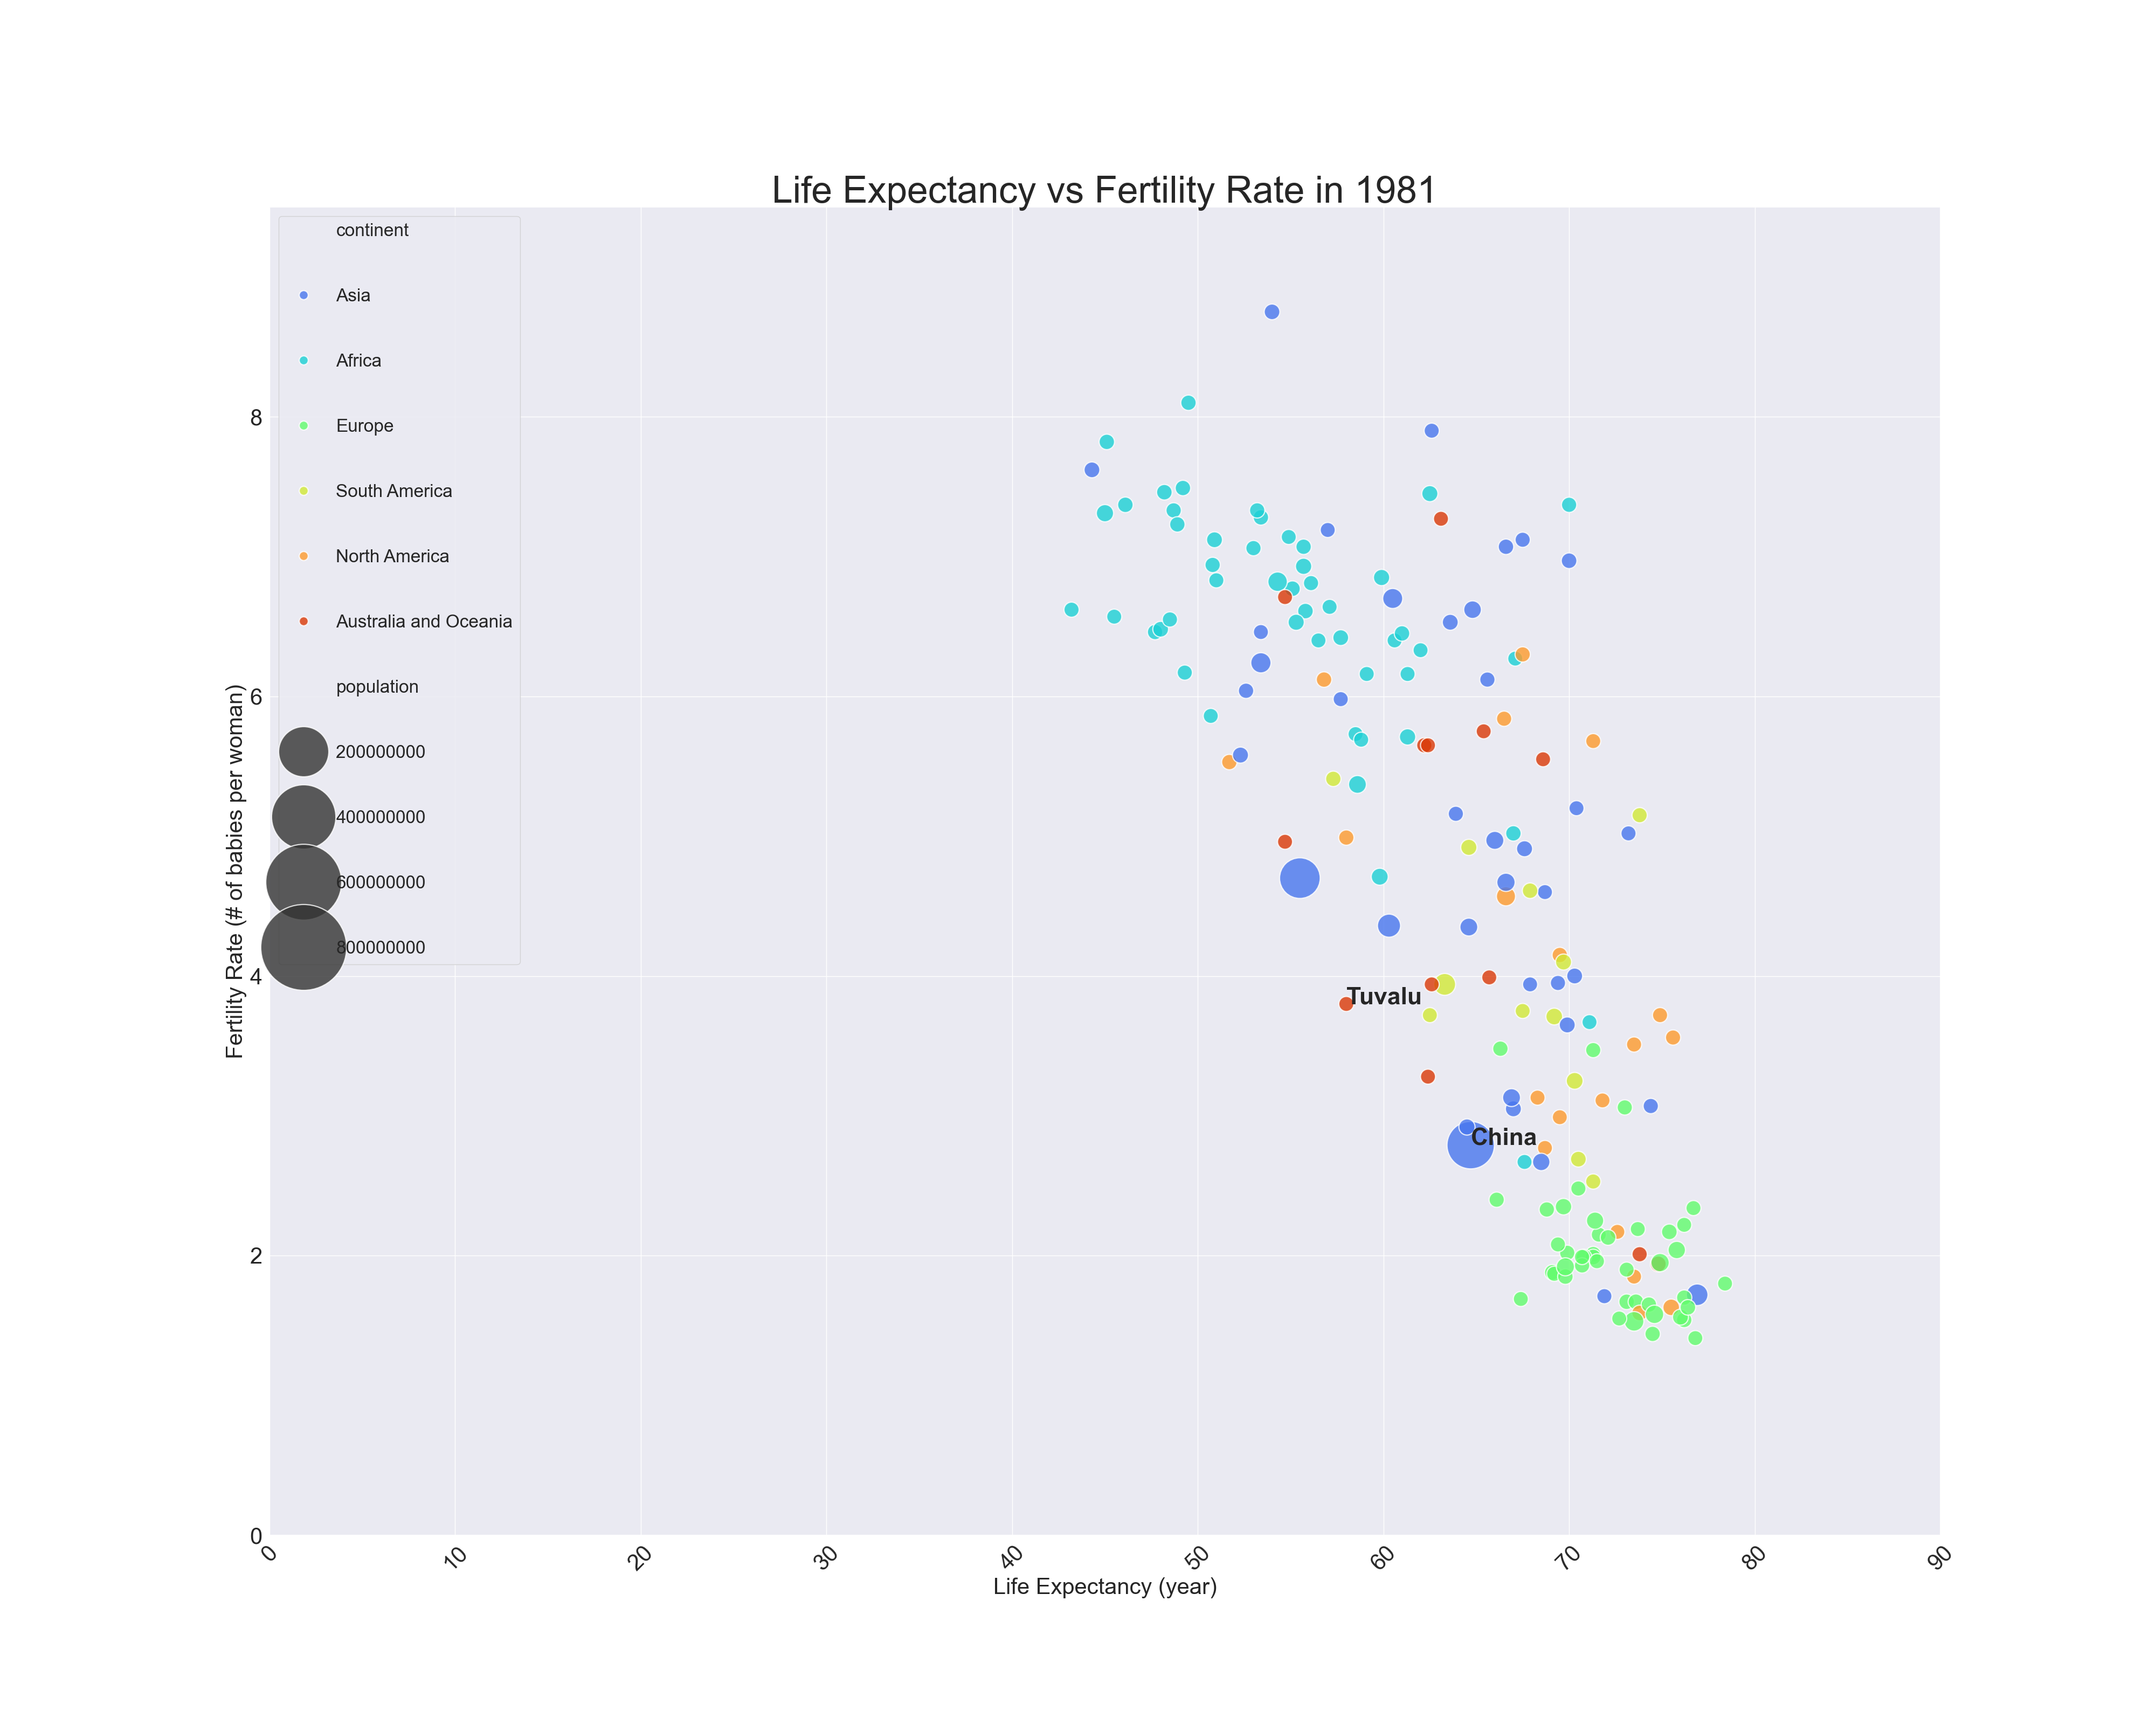 Life Expectancy vs Fertility Rate in 1981
continent
Asia
Africa
Europe
South America
North America
Australia and Oceania
population
200000000
400000000
600000000
800000000
Fertility Rate (# of babies per woman)
8
6
4
2
0
Tuvalu
China
0 10 20 30 40 50 60 70 80 90
Life Expectancy (year)